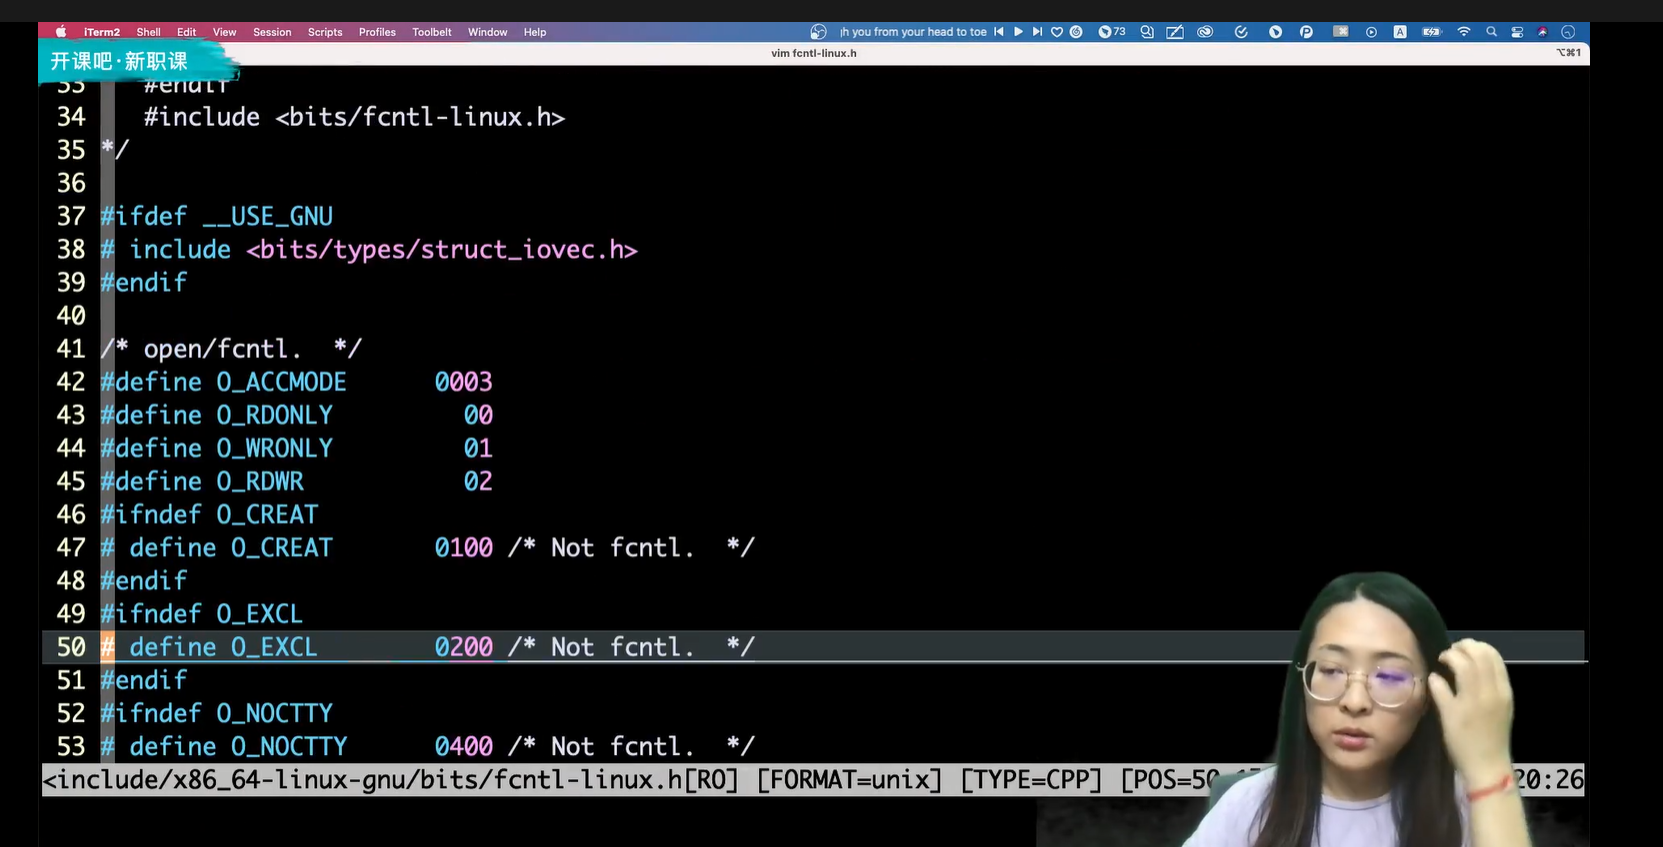 iTerm2 Shell Edit View Session Scripts Profiles Toolbelt Window Help you from your head to toe 73 A
开课吧·新职课
vim fcntl-linux.h ⌥⌘1
33 #endif
34 #include <bits/fcntl-linux.h>
35 */
36
37 #ifdef __USE_GNU
38 # include <bits/types/struct_iovec.h>
39 #endif
40
41 /* open/fcntl. */
42 #define O_ACCMODE 0003
43 #define O_RDONLY 00
44 #define O_WRONLY 01
45 #define O_RDWR 02
46 #ifndef O_CREAT
47 # define O_CREAT 0100 /* Not fcntl. */
48 #endif
49 #ifndef O_EXCL
50 # define O_EXCL 0200 /* Not fcntl. */
51 #endif
52 #ifndef O_NOCTTY
53 # define O_NOCTTY 0400 /* Not fcntl. */
<include/x86_64-linux-gnu/bits/fcntl-linux.h[RO] [FORMAT=unix] [TYPE=CPP] [POS=50 20:26